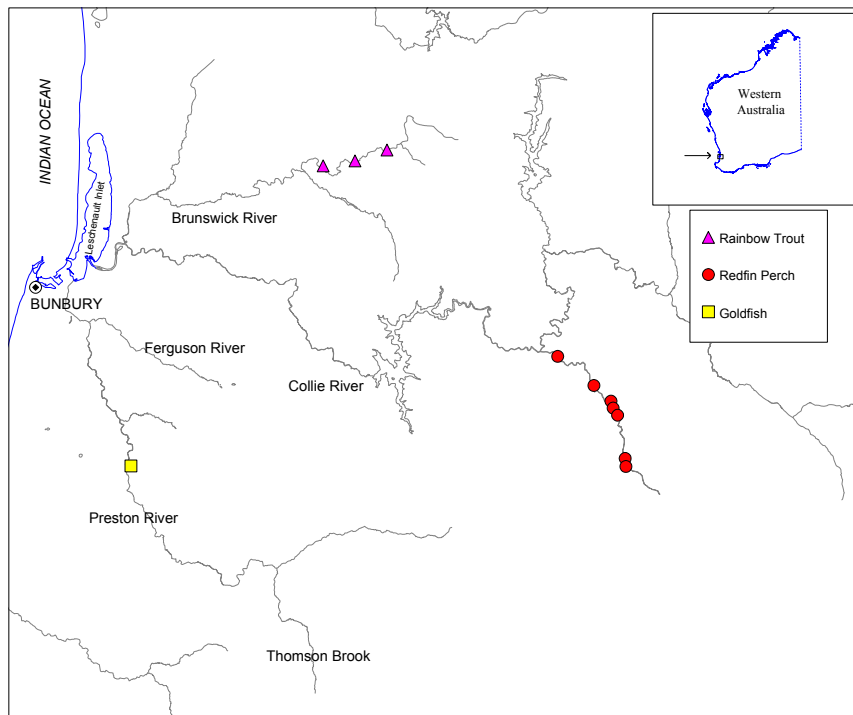 INDIAN OCEAN
Leschenault Inlet
Western
Australia
Brunswick River
Rainbow Trout
Redfin Perch
Goldfish
BUNBURY
Ferguson River
Collie River
Preston River
Thomson Brook